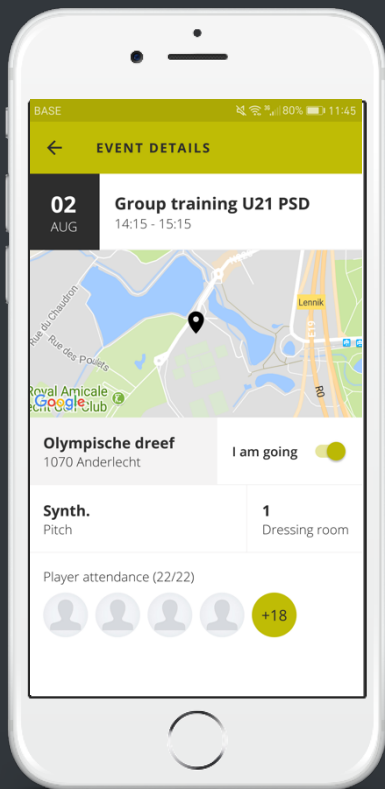 BASE
80% 11:45
EVENT DETAILS
02
AUG
Group training U21 PSD
14:15 - 15:15
Rue du Chaudron
Rue des Poulets
Lennik
R0
Royal Amicale
Club
Google
Olympische dreef
1070 Anderlecht
I am going
Synth.
Pitch
1
Dressing room
Player attendance (22/22)
+18